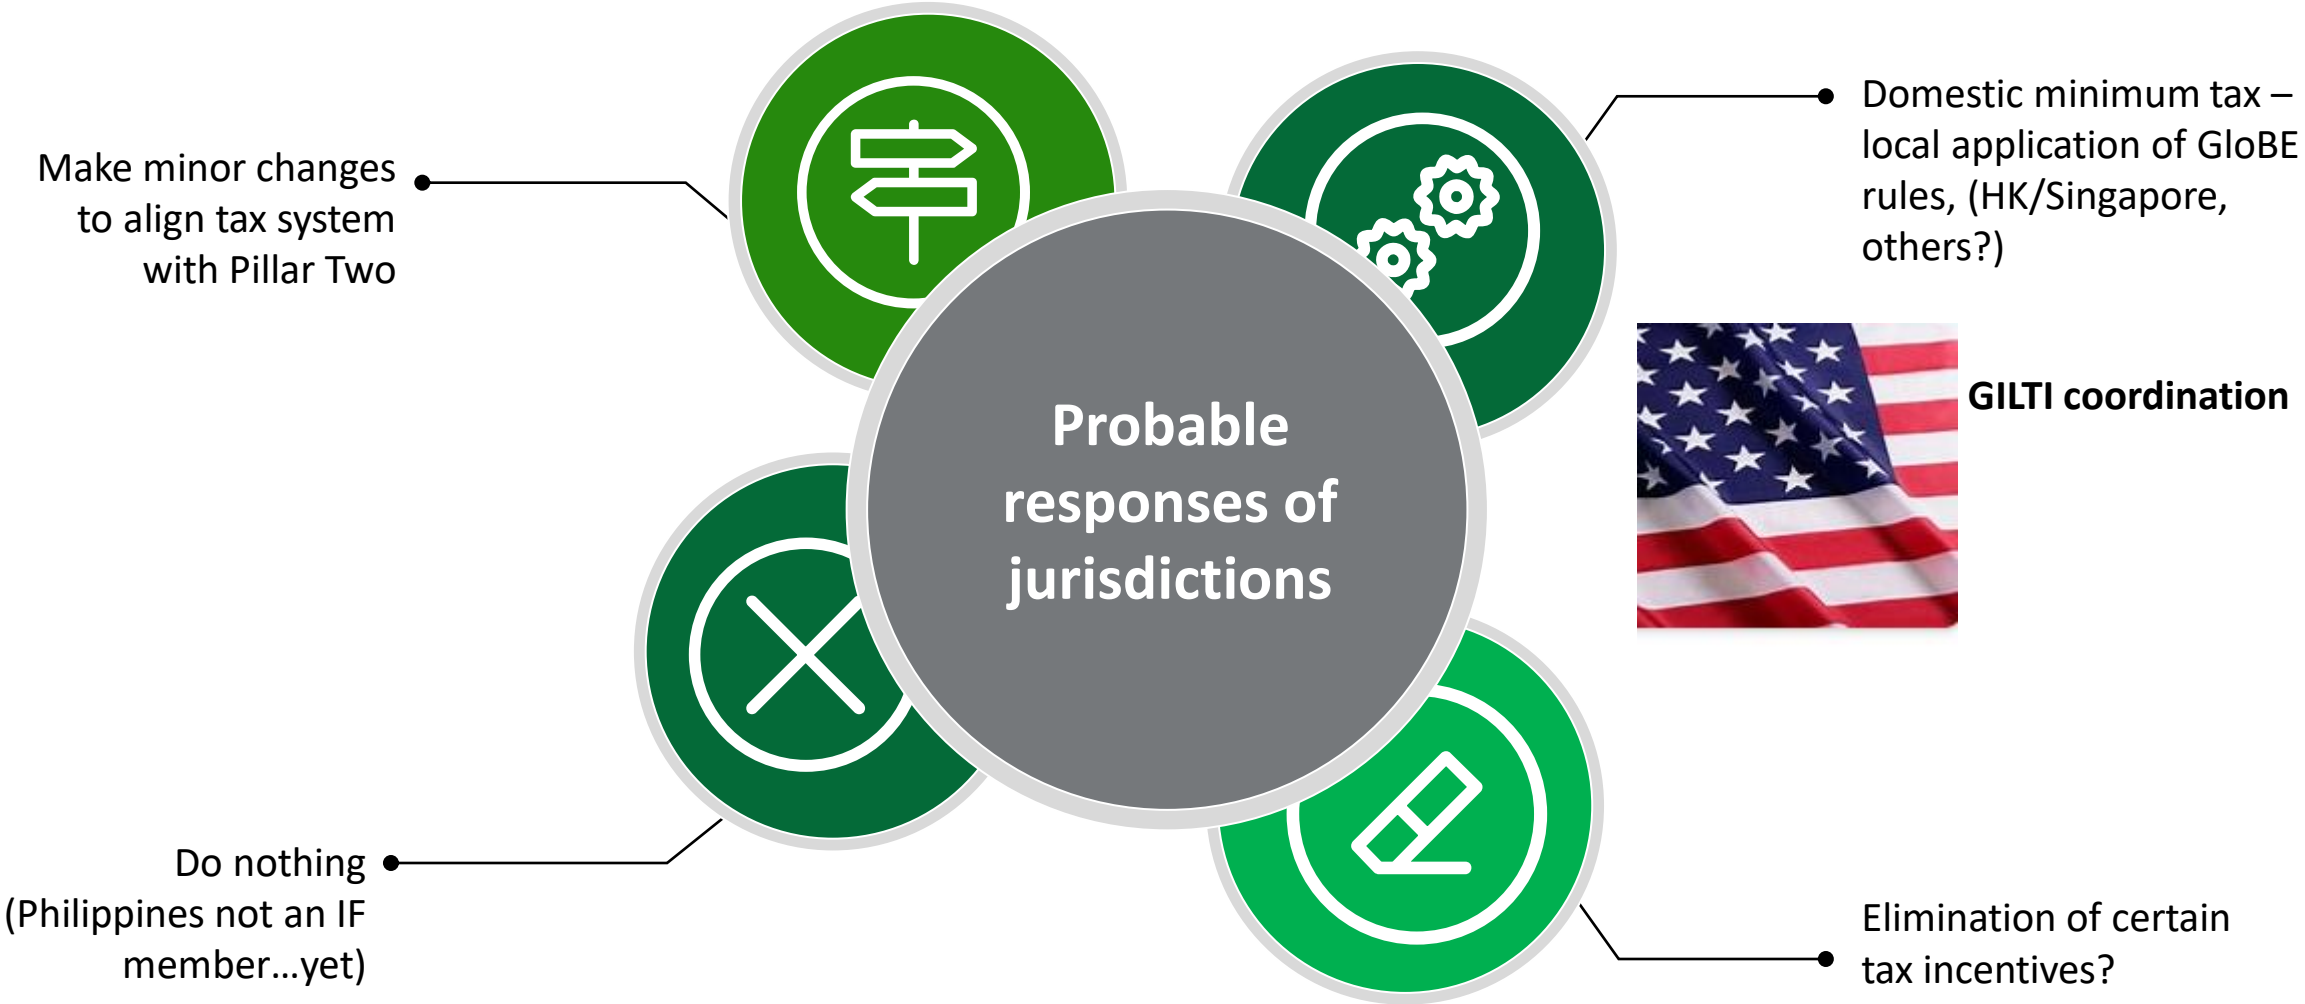 Make minor changes
to align tax system
with Pillar Two
Domestic minimum tax –
local application of GloBE
rules, (HK/Singapore,
others?)
GILTI coordination
Probable
responses of
jurisdictions
Do nothing
(Philippines not an IF
member...yet)
Elimination of certain
tax incentives?